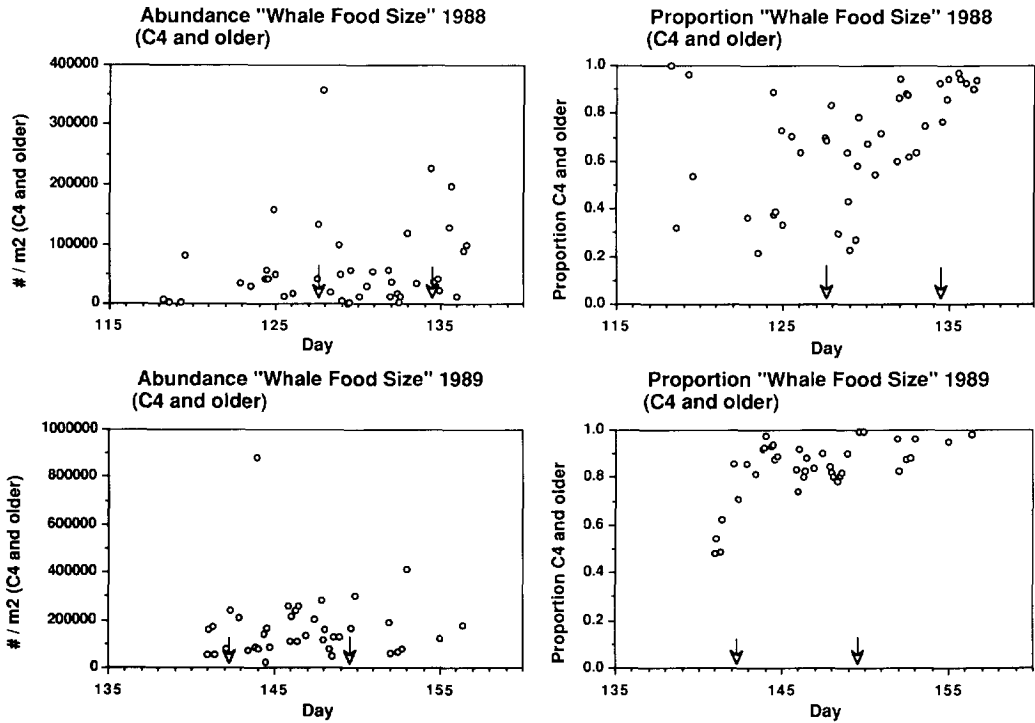 Abundance "Whale Food Size" 1988
(C4 and older)
# / m2 (C4 and older)
400000
300000
200000
100000
0
115
125
135
Day
Proportion "Whale Food Size" 1988
(C4 and older)
Proportion C4 and older
1.0
0.8
0.6
0.4
0.2
0.0
115
125
135
Day
Abundance "Whale Food Size" 1989
(C4 and older)
# / m2 (C4 and older)
1000000
800000
600000
400000
200000
0
135
145
155
Day
Proportion "Whale Food Size" 1989
(C4 and older)
Proportion C4 and older
1.0
0.8
0.6
0.4
0.2
0.0
135
145
155
Day